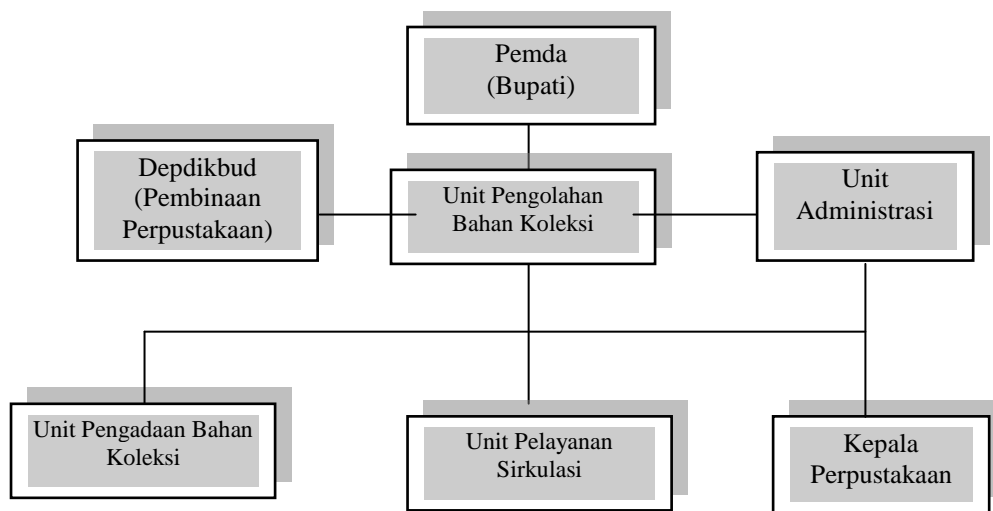 Pemda
(Bupati)
Depdikbud
(Pembinaan
Perpustakaan)
Unit Pengolahan
Bahan Koleksi
Unit
Administrasi
Unit Pengadaan Bahan
Koleksi
Unit Pelayanan
Sirkulasi
Kepala
Perpustakaan